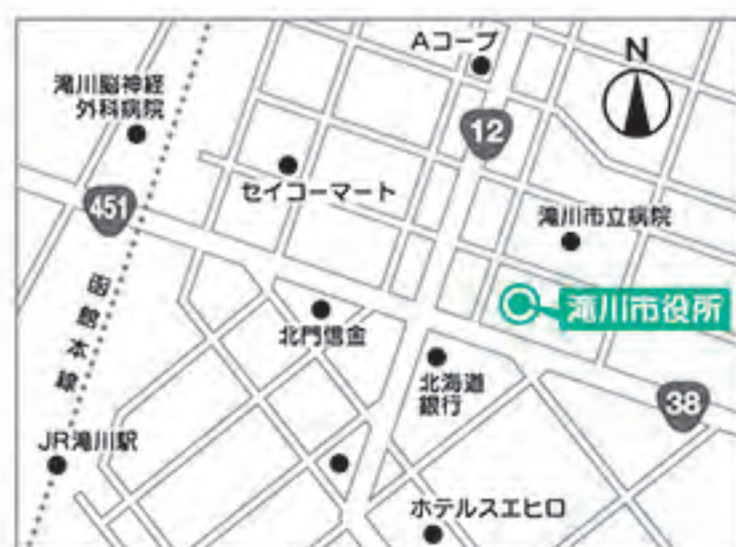 Aコープ
N
滝川脳神経
外科病院
12
セイコーマート
451
滝川市立病院
滝川市役所
函館本線
北門信金
北海道
銀行
38
JR滝川駅
ホテルスエヒロ